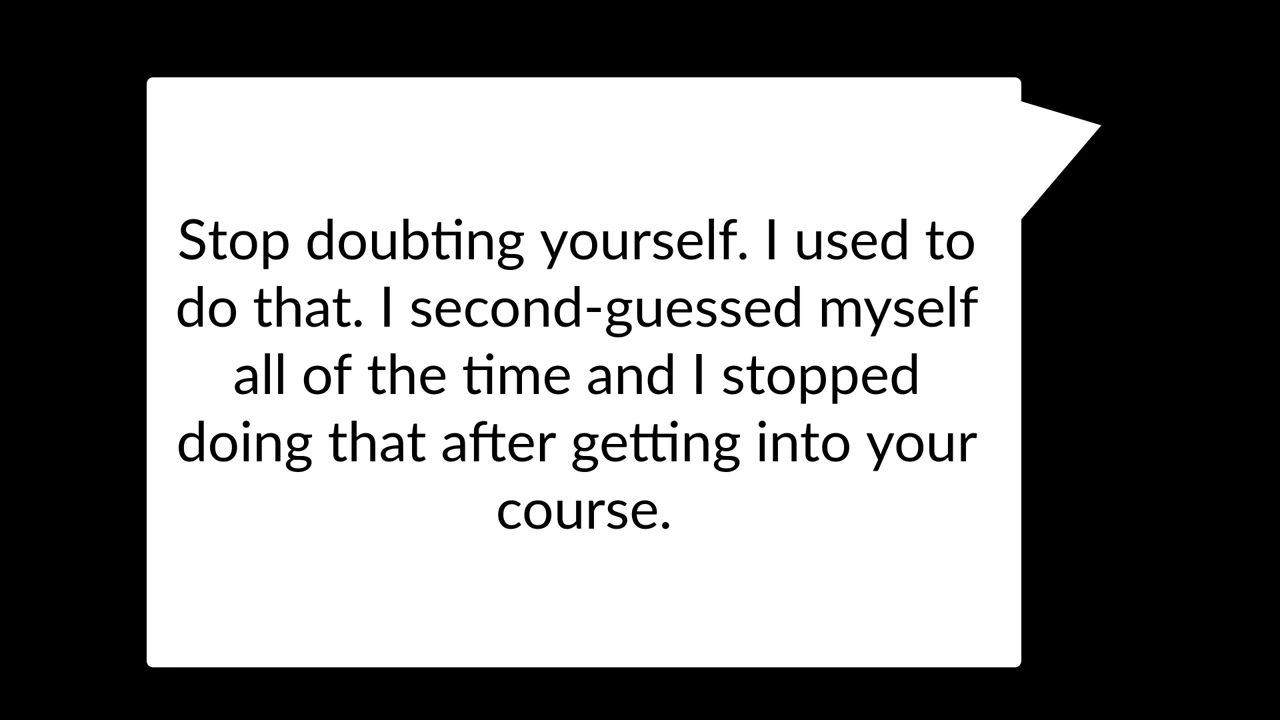 Stop doubting yourself. I used to
do that. I second-guessed myself
all of the time and I stopped
doing that after getting into your
course.